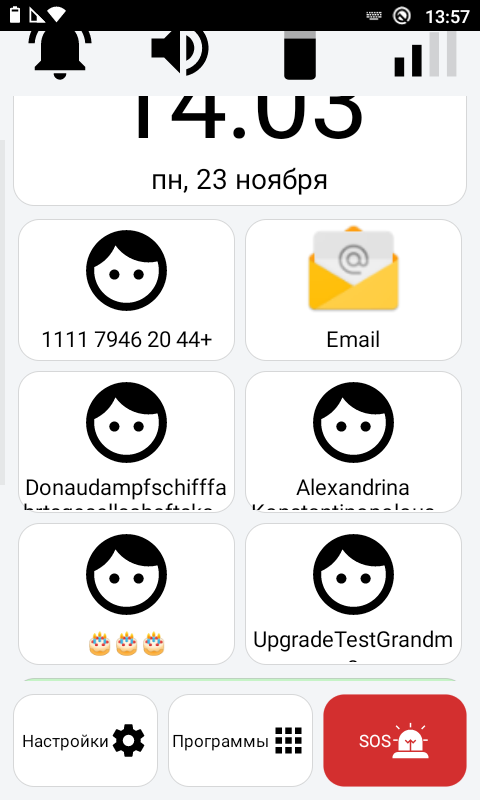 13:57
14:03
пн, 23 ноября
1111 7946 20 44+
Email
Donaudampfschifffa
Alexandrina
UpgradeTestGrandm
Настройки
Программы
SOS